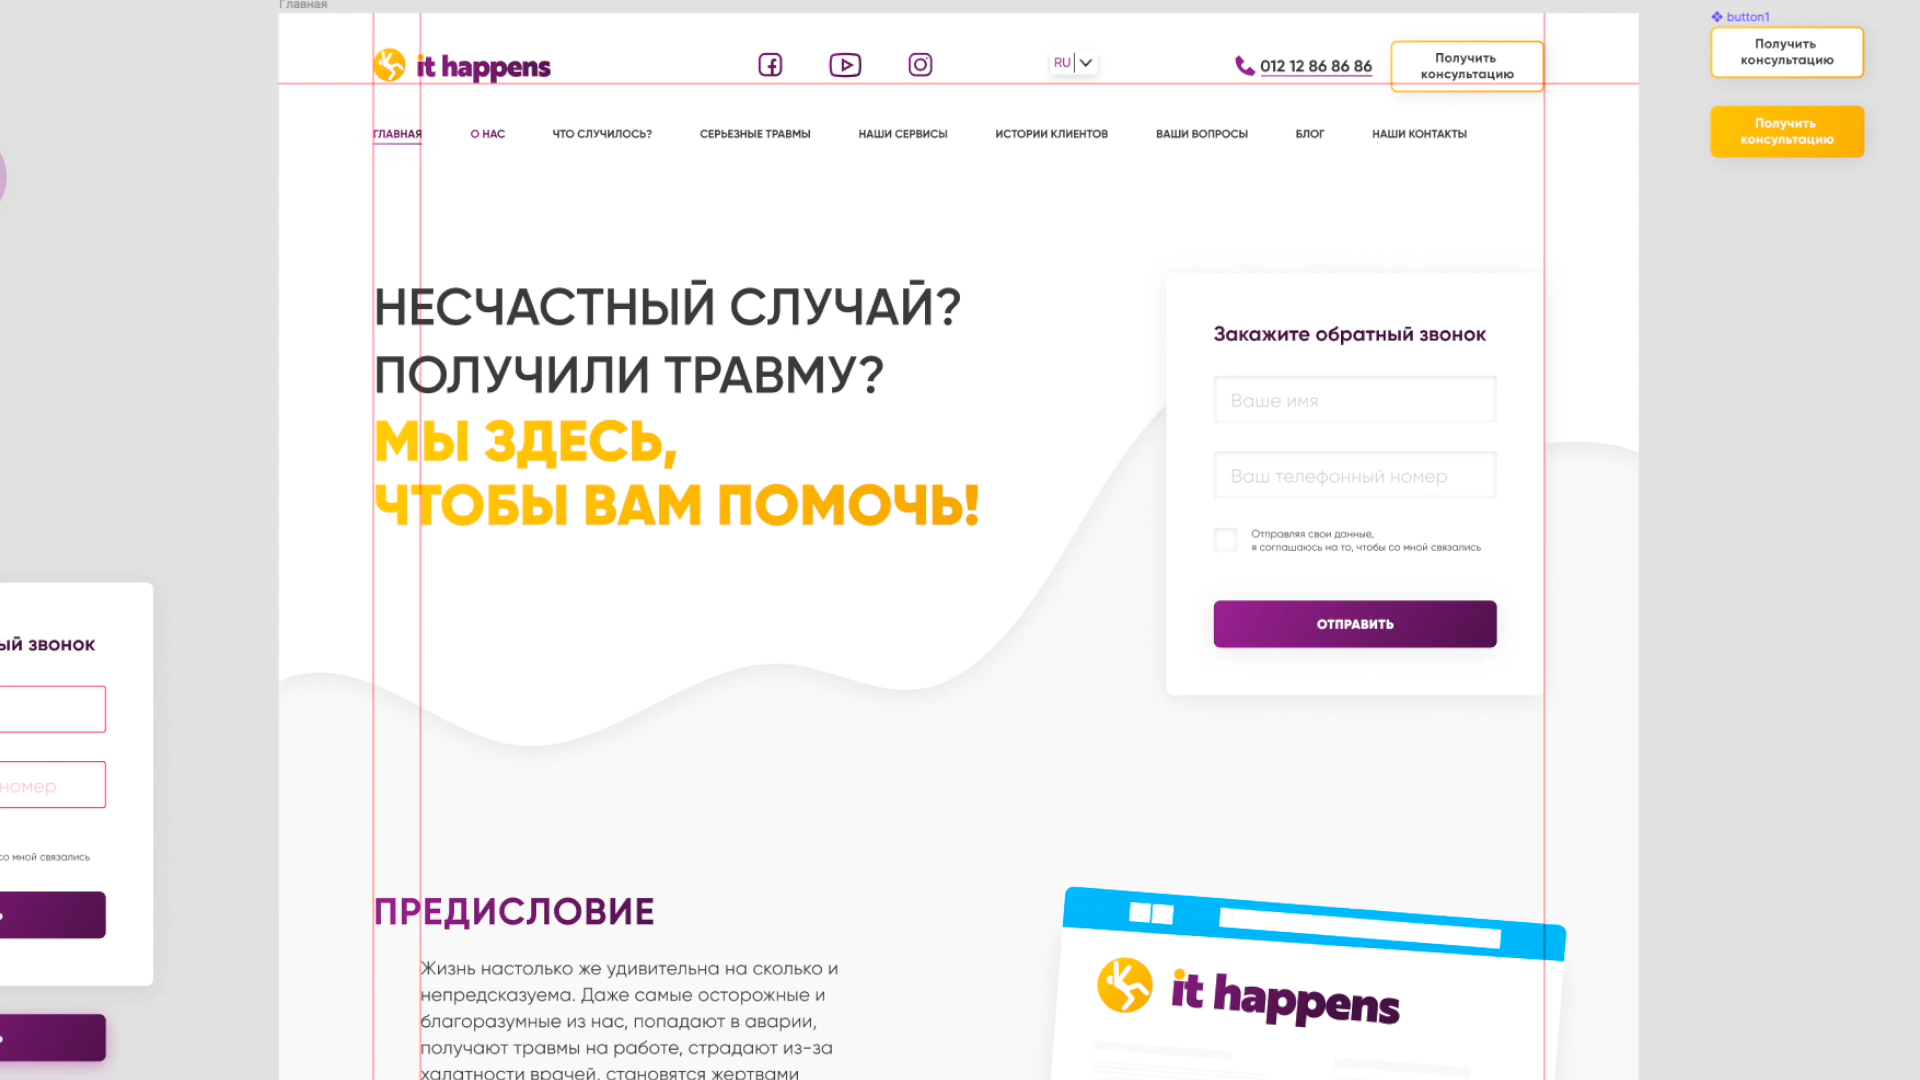 Главная
button1
it happens
RU
012 12 86 86 86
Получить
консультацию
Получить
консультацию
Получить
консультацию
ГЛАВНАЯ
О НАС
ЧТО СЛУЧИЛОСЬ?
СЕРЬЕЗНЫЕ ТРАВМЫ
НАШИ СЕРВИСЫ
ИСТОРИИ КЛИЕНТОВ
ВАШИ ВОПРОСЫ
БЛОГ
НАШИ КОНТАКТЫ
НЕСЧАСТНЫЙ СЛУЧАЙ?
ПОЛУЧИЛИ ТРАВМУ?
МЫ ЗДЕСЬ,
ЧТОБЫ ВАМ ПОМОЧЬ!
Закажите обратный звонок
Ваше имя
Ваш телефонный номер
Отправляя свои данные,
я соглашаюсь на то, чтобы со мной связались
ОТПРАВИТЬ
ый звонок
номер
со мной связались
ПРЕДИСЛОВИЕ
Жизнь настолько же удивительна на сколько и
непредсказуема. Даже самые осторожные и
благоразумные из нас, попадают в аварии,
получают травмы на работе, страдают из-за
халатности врачей, становятся жертвами
it happens